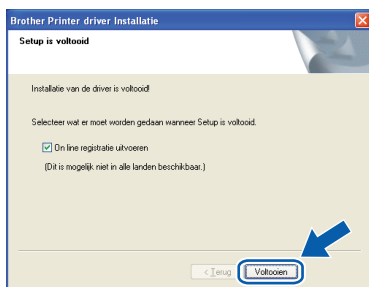 Brother Printer driver Installatie
Setup is voltooid
Installatie van de driver is voltooid!
Selecteer wat er moet worden gedaan wanneer Setup is voltooid.
On line registratie uitvoeren
(Dit is mogelijk niet in alle landen beschikbaar.)
< Terug
Voltooien